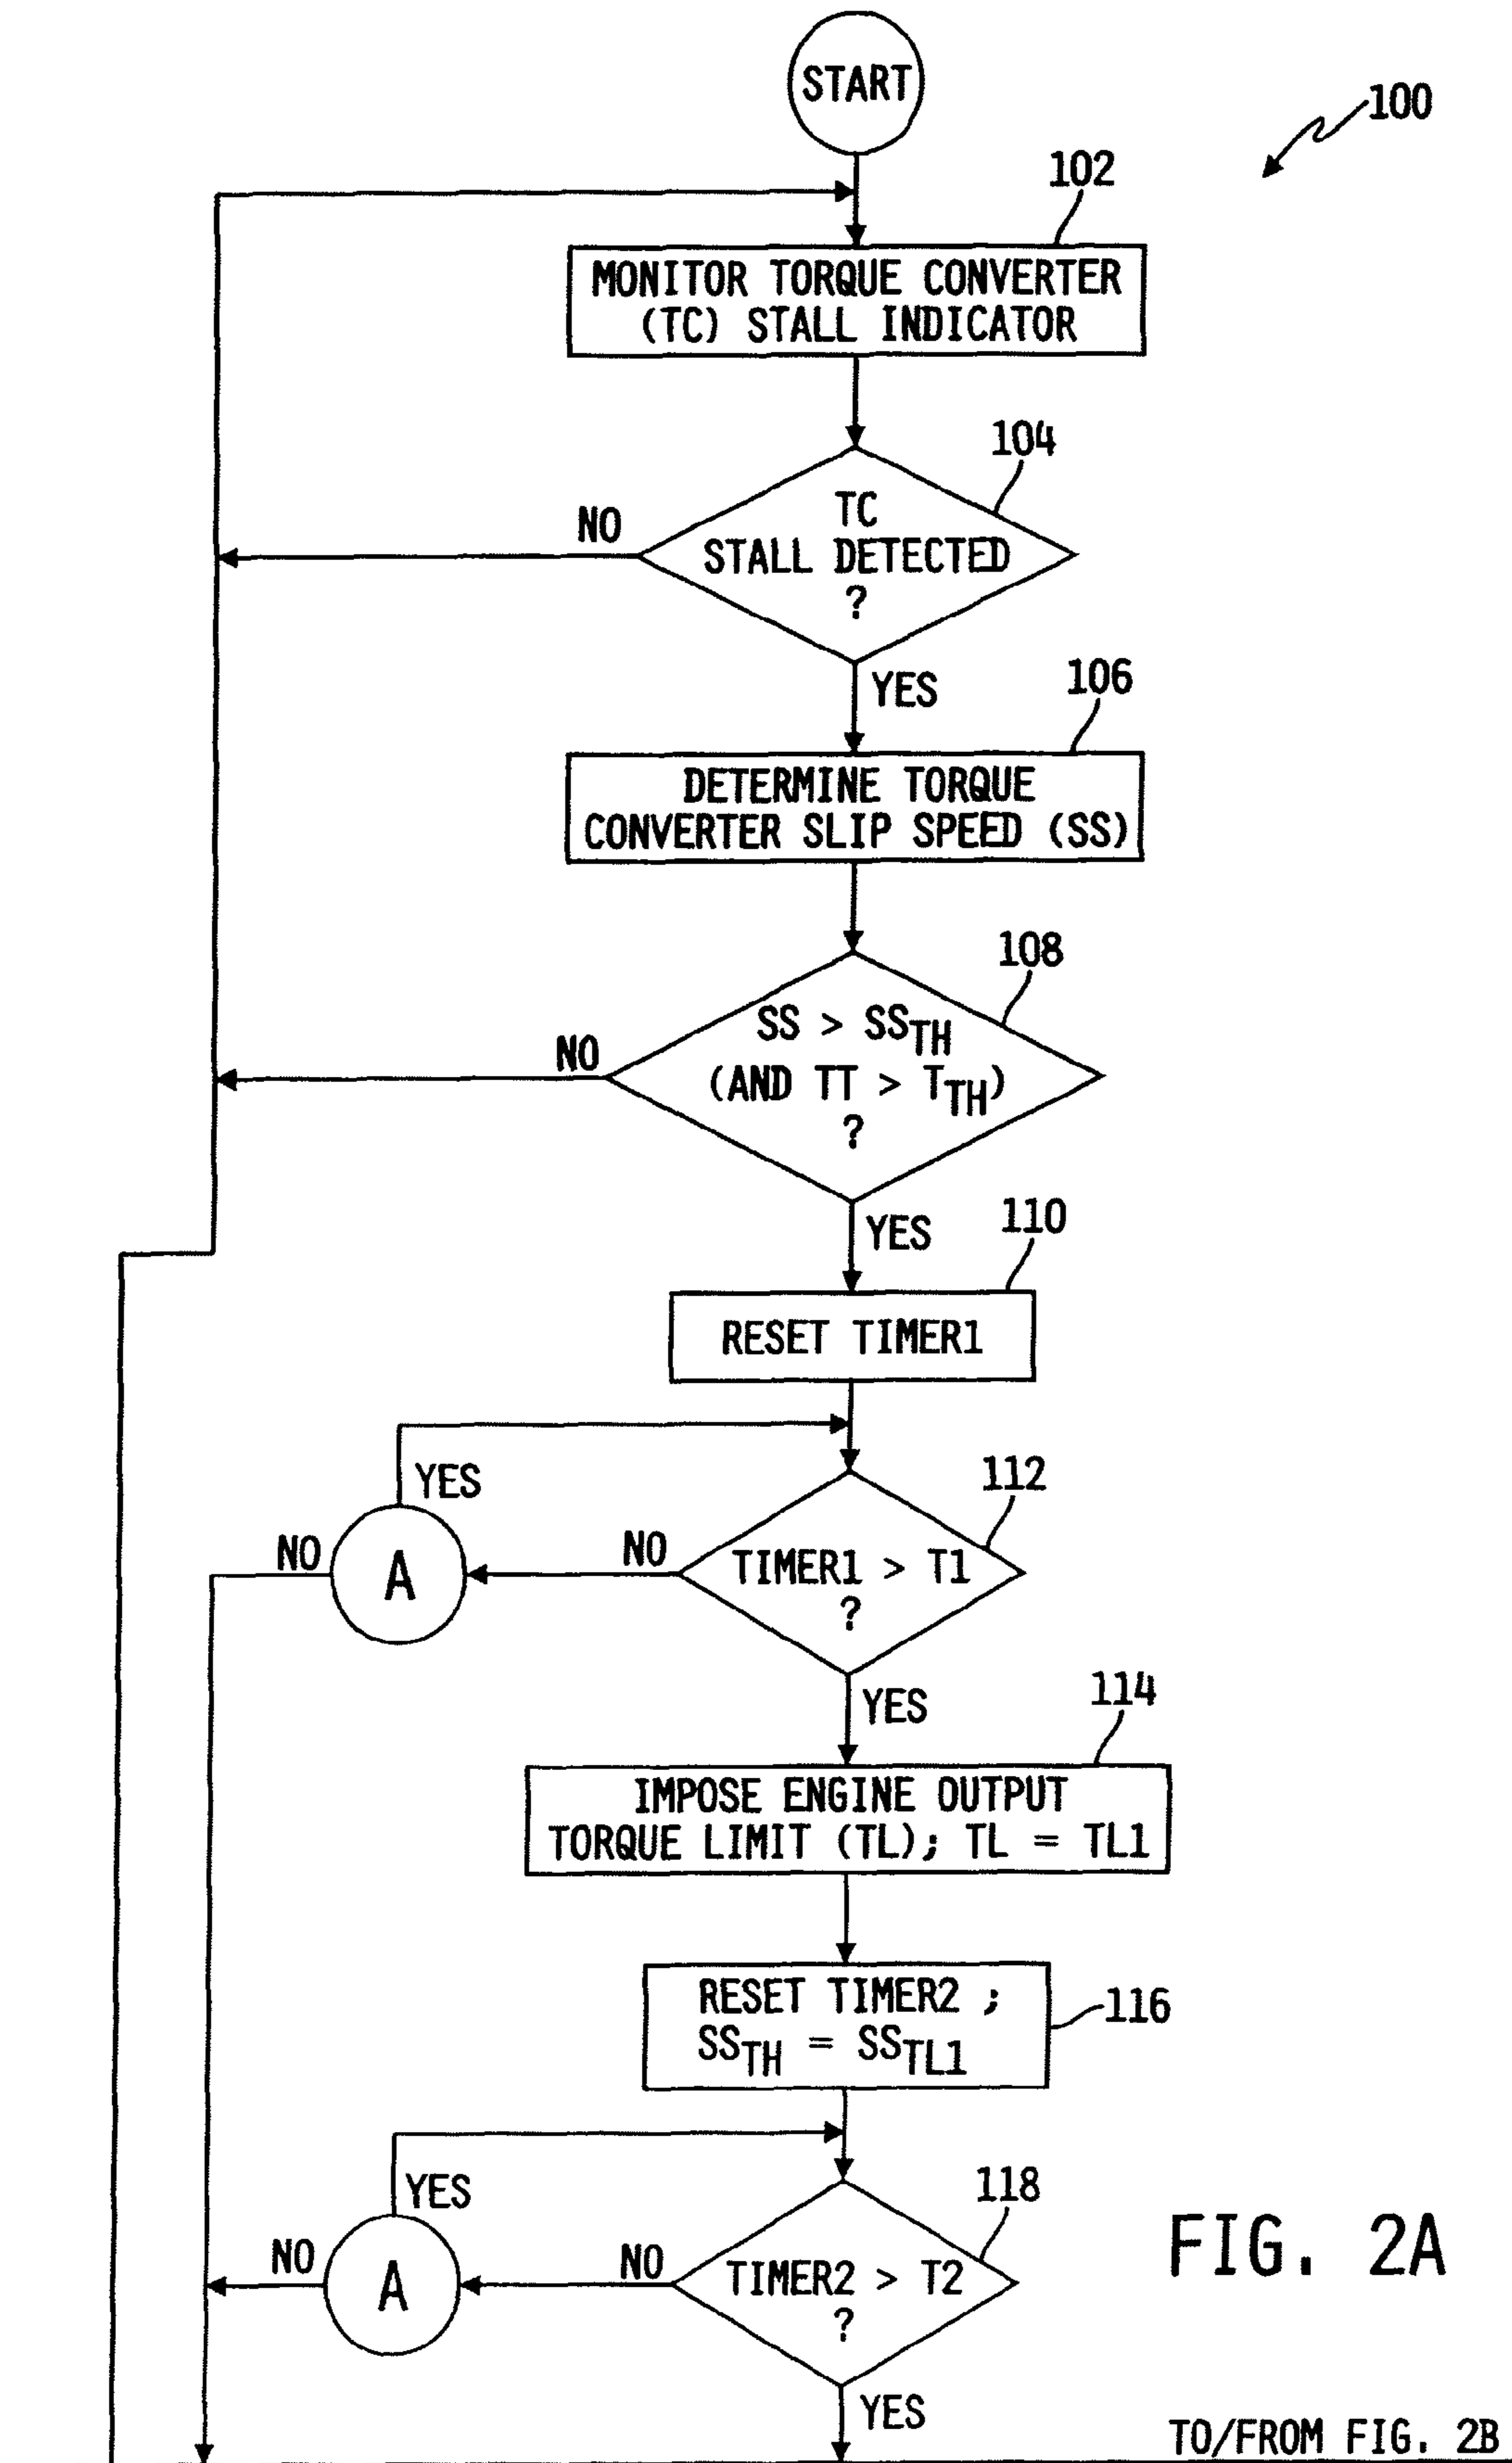 START
100
102
MONITOR TORQUE CONVERTER
(TC) STALL INDICATOR
104
TC
STALL DETECTED
?
NO
YES
106
DETERMINE TORQUE
CONVERTER SLIP SPEED (SS)
108
SS > SSTH
(AND TT > TTH)
?
NO
YES
110
RESET TIMER1
YES
112
NO
A
NO
TIMER1 > T1
?
YES
114
IMPOSE ENGINE OUTPUT
TORQUE LIMIT (TL); TL = TL1
RESET TIMER2 ;
SSTH = SSTL1
116
YES
118
NO
A
NO
TIMER2 > T2
?
YES
FIG. 2A
TO/FROM FIG. 2B